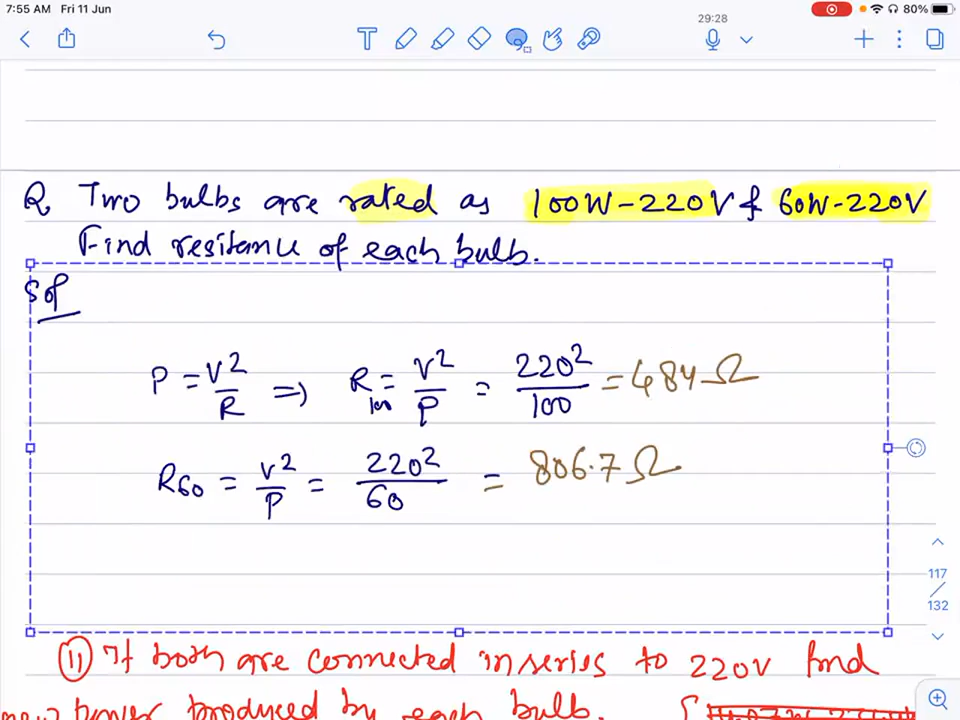 7:55 AM Fri 11 Jun 80%
29:28
Q Two bulbs are rated as 100W-220V & 60W-220V
Find resitance of each bulb.
Sol
P = V²/R ⇒ R100 = V²/P = 220²/100 = 484 Ω
R60 = V²/P = 220²/60 = 806.7 Ω
117
/
132
(1) If both are connected in series to 220V find
new power produced by each bulb.